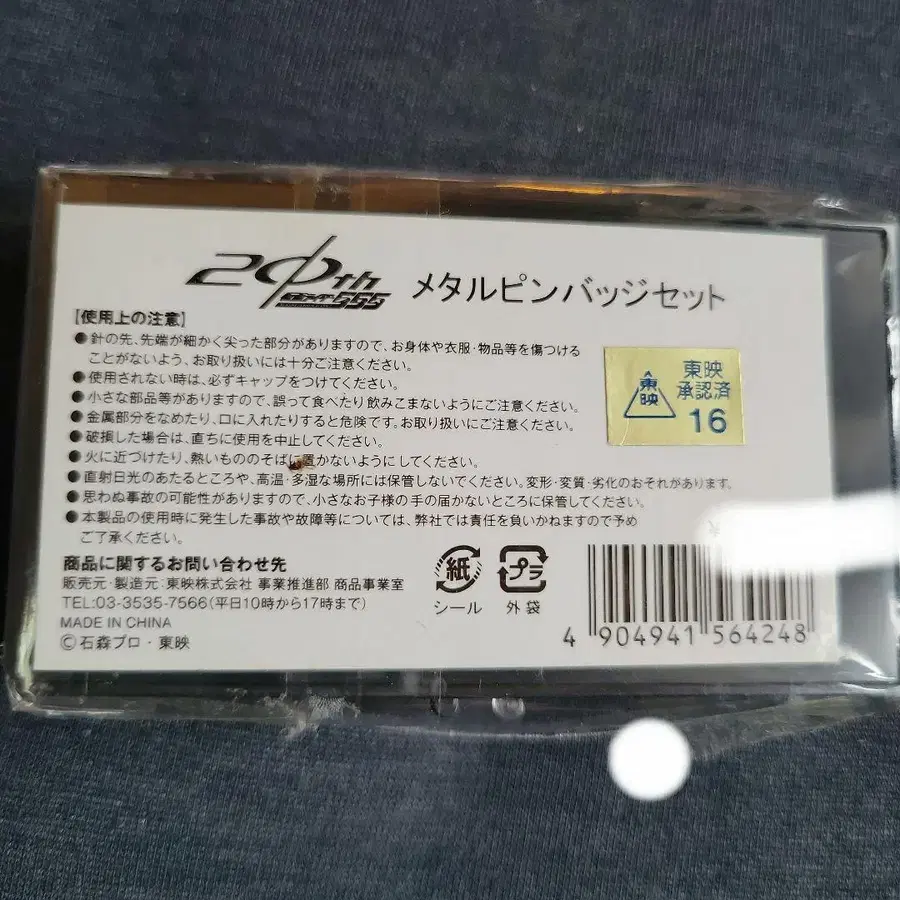 20th
仮面ライダー555 メタルピンバッジセット
【使用上の注意】
●針の先、先端が細かく尖った部分がありますので、お身体や衣服・物品等を傷つける
ことがないよう、お取り扱いには十分ご注意ください。
●使用されない時は、必ずキャップをつけてください。
●小さな部品等がありますので、誤って食べたり飲みこまないようにご注意ください。
●金属部分をなめたり、口に入れたりすると危険です。お取り扱いにご注意ください。
●破損した場合は、直ちに使用を中止してください。
●火に近づけたり、熱いもののそばに置かないようにしてください。
●直射日光のあたるところや、高温・多湿な場所には保管しないでください。変形・変質・劣化のおそれがあります。
●思わぬ事故の可能性がありますので、小さなお子様の手の届かないところに保管してください。
●本製品の使用時に発生した事故や故障等については、弊社では責任を負いかねますので予め
ご了承ください。
東映
東映
承認済
16
商品に関するお問い合わせ先
販売元・製造元:東映株式会社 事業推進部 商品事業室
TEL:03-3535-7566(平日10時から17時まで)
MADE IN CHINA
©石森プロ・東映
紙
シール
プラ
外袋
4 904941 564248